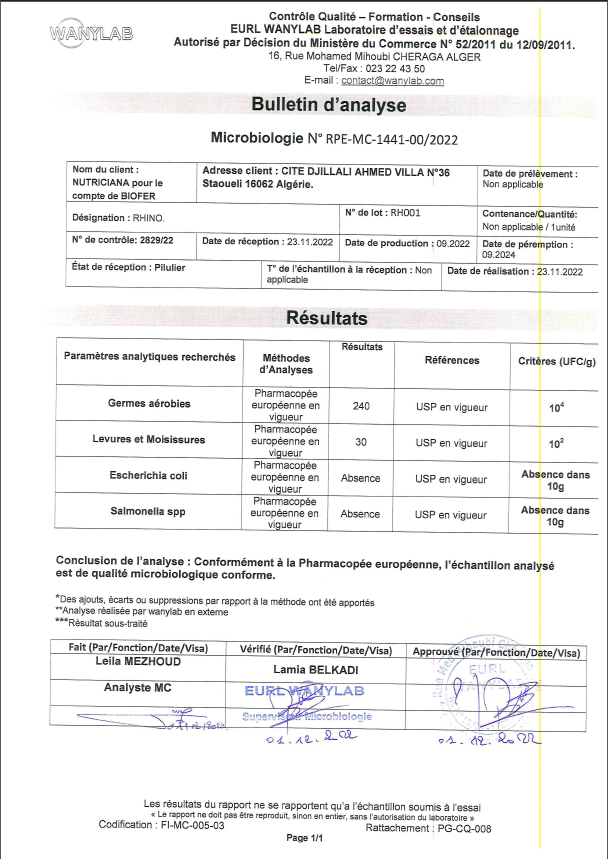 WANYLAB
Contrôle Qualité – Formation - Conseils
EURL WANYLAB Laboratoire d'essais et d'étalonnage
Autorisé par Décision du Ministère du Commerce N° 52/2011 du 12/09/2011.
16, Rue Mohamed Mihoubi CHERAGA ALGER
Tel/Fax : 023 22 43 50
E-mail : contact@wanylab.com
Bulletin d'analyse
Microbiologie N° RPE-MC-1441-00/2022
Nom du client :
NUTRICIANA pour le
compte de BIOFER
Adresse client : CITE DJILLALI AHMED VILLA N°36
Staoueli 16062 Algérie.
Date de prélèvement :
Non applicable
Désignation : RHINO.
N° de lot : RH001
Contenance/Quantité:
Non applicable / 1unité
N° de contrôle: 2829/22
Date de réception : 23.11.2022
Date de production : 09.2022
Date de péremption :
09.2024
État de réception : Pilulier
T° de l'échantillon à la réception : Non
applicable
Date de réalisation : 23.11.2022
Résultats
Paramètres analytiques recherchés
Méthodes
d'Analyses
Résultats
Références
Critères (UFC/g)
Germes aérobies
Pharmacopée
européenne en
vigueur
240
USP en vigueur
10⁴
Levures et Moisissures
Pharmacopée
européenne en
vigueur
30
USP en vigueur
10²
Escherichia coli
Pharmacopée
européenne en
vigueur
Absence
USP en vigueur
Absence dans
10g
Salmonella spp
Pharmacopée
européenne en
vigueur
Absence
USP en vigueur
Absence dans
10g
Conclusion de l'analyse : Conformément à la Pharmacopée européenne, l'échantillon analysé
est de qualité microbiologique conforme.
*Des ajouts, écarts ou suppressions par rapport à la méthode ont été apportés
**Analyse réalisée par wanylab en externe
***Résultat sous-traité
Fait (Par/Fonction/Date/Visa)
Vérifié (Par/Fonction/Date/Visa)
Approuvé (Par/Fonction/Date/Visa)
Leila MEZHOUD
Lamia BELKADI
Analyste MC
EURL WANYLAB
Microbiologie
EURL
01.12.2022
01.12.2022
Les résultats du rapport ne se rapportent qu'a l'échantillon soumis à l'essai
« Le rapport ne doit pas être reproduit, sinon en entier, sans l'autorisation du laboratoire »
Codification : FI-MC-005-03
Rattachement : PG-CQ-008
Page 1/1